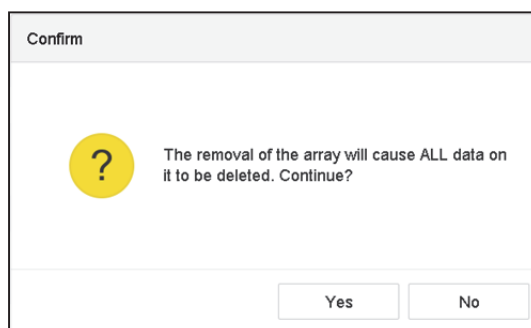 Confirm
?
The removal of the array will cause ALL data on
it to be deleted. Continue?
Yes No